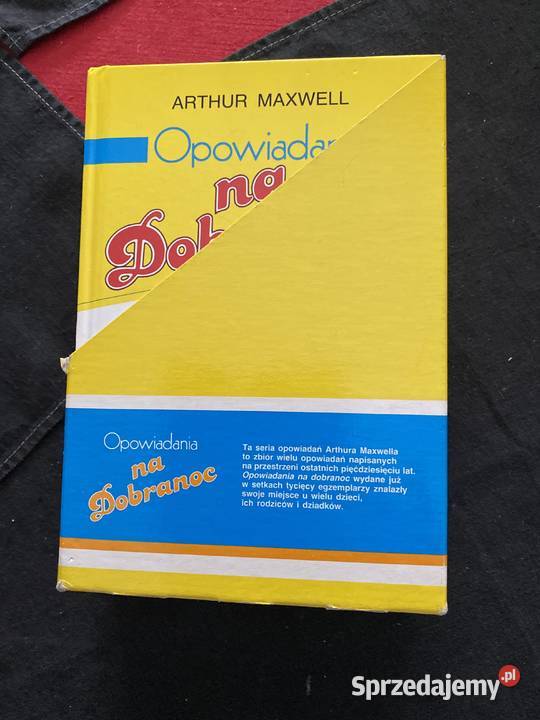 ARTHUR MAXWELL
Opowiadan
na
Dob
Opowiadania
na
Dobranoc
Ta seria opowiadań Arthura Maxwella
to zbiór wielu opowiadań napisanych
na przestrzeni ostatnich pięćdziesięciu lat.
Opowiadania na dobranoc wydane już
w setkach tycięcy egzemplarzy znalazły
swoje miejsce u wielu dzieci,
ich rodziców i dziadków.
Sprzedajemy.pl